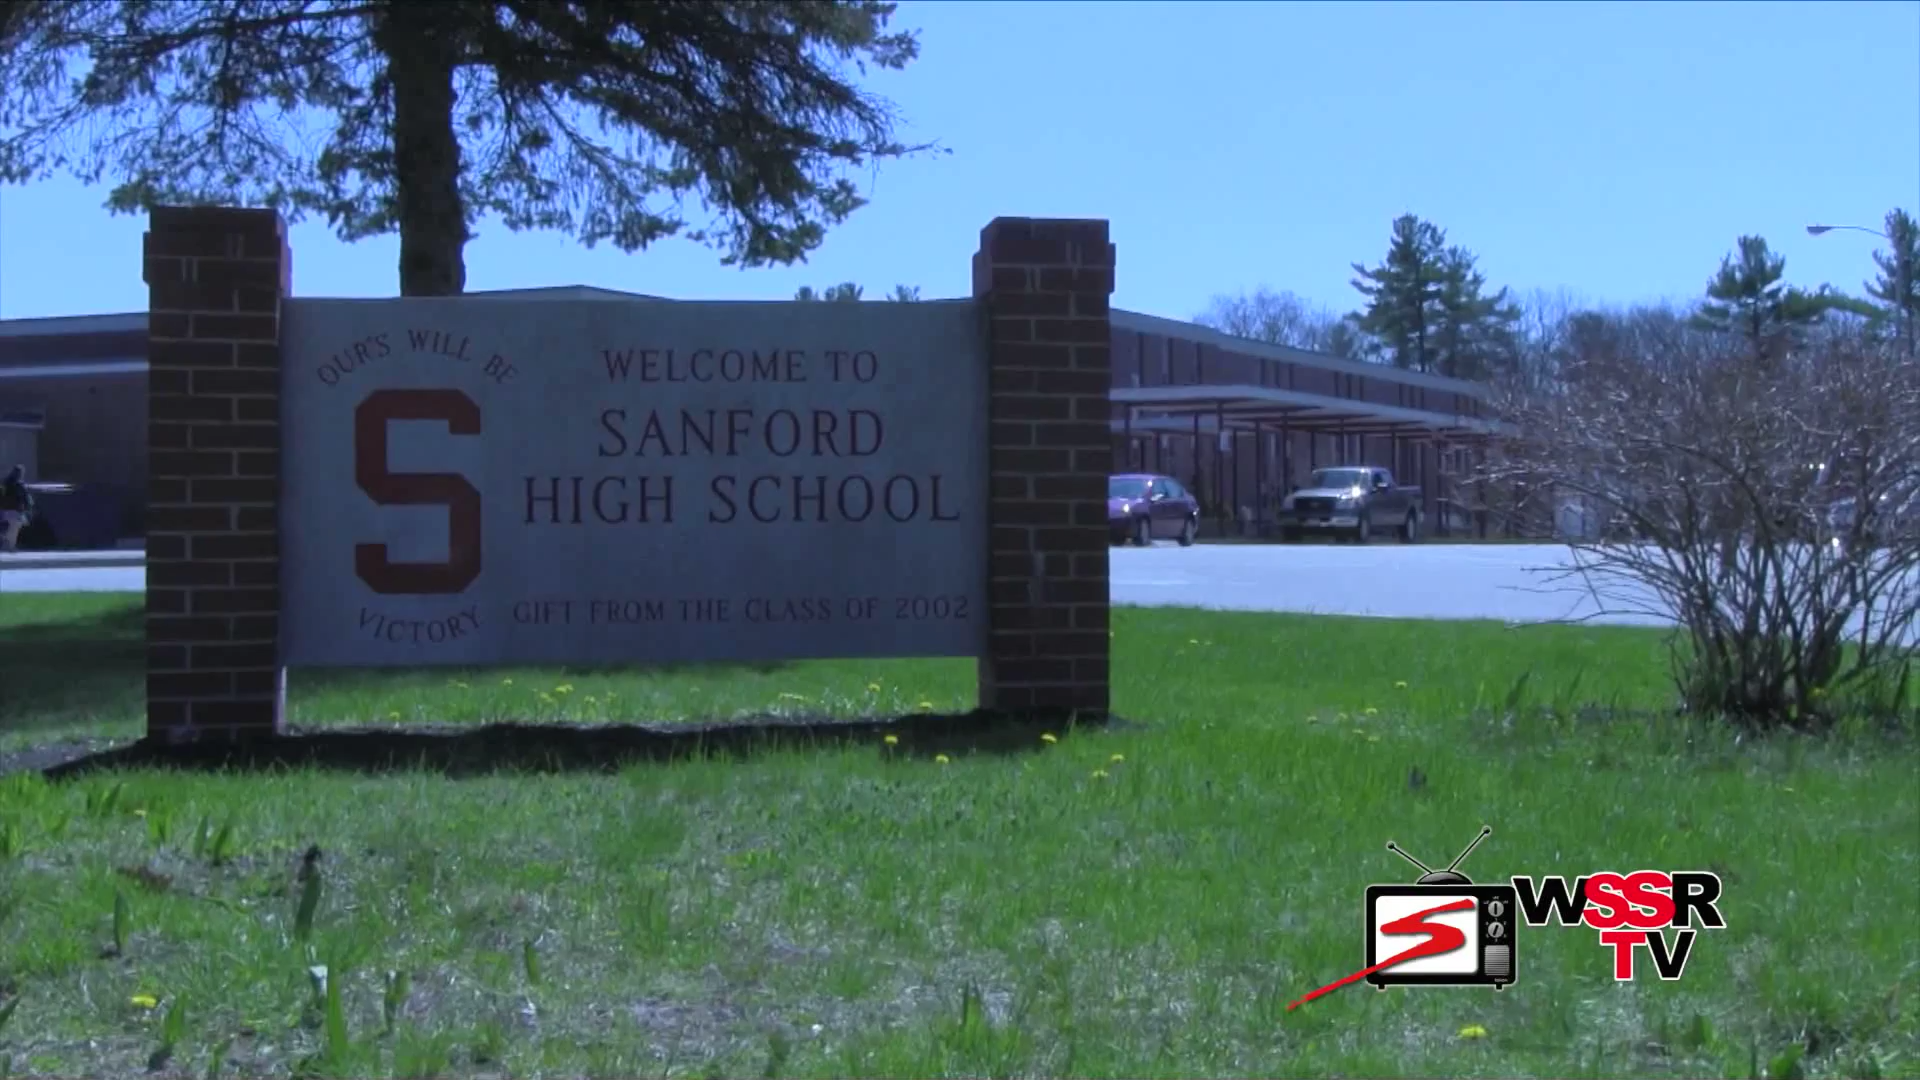 OUR'S WILL BE
S
VICTORY
WELCOME TO
SANFORD
HIGH SCHOOL
GIFT FROM THE CLASS OF 2002
S
WSSR
TV